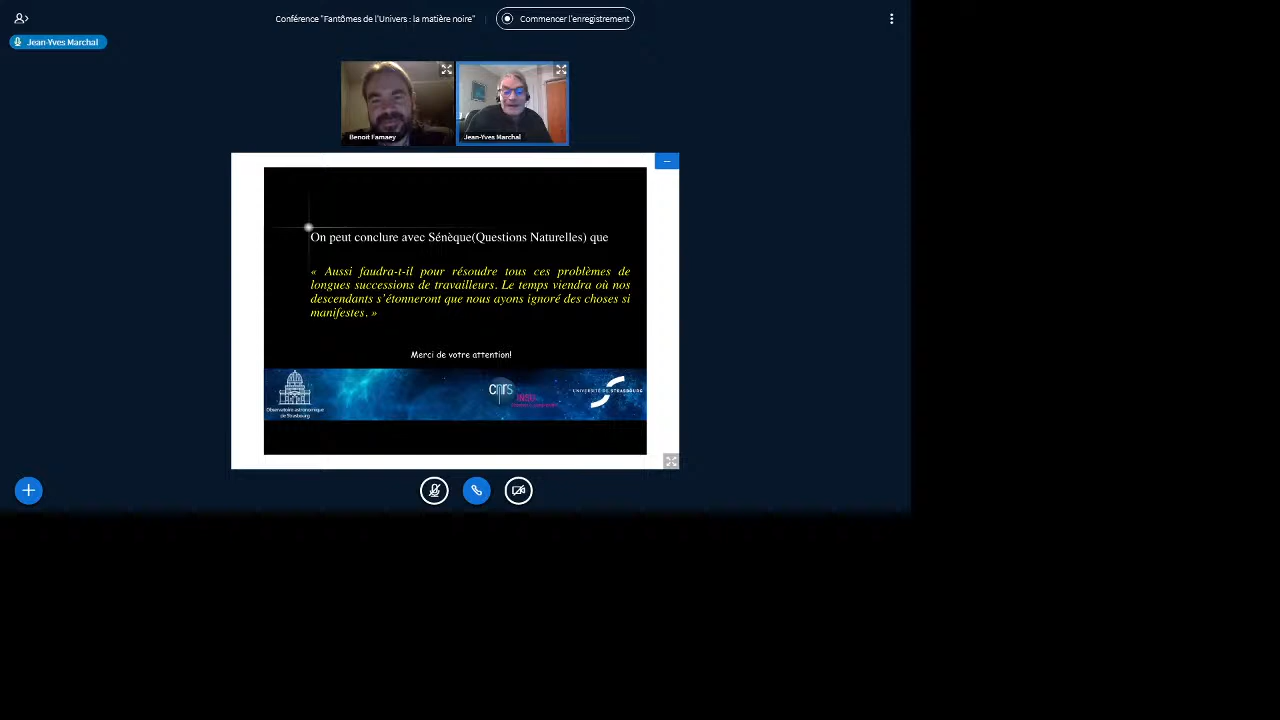 Conférence "Fantômes de l'Univers : la matière noire"
Commencer l'enregistrement
Jean-Yves Marchal
Benoit Famaey
Jean-Yves Marchal
On peut conclure avec Sénèque(Questions Naturelles) que
« Aussi faudra-t-il pour résoudre tous ces problèmes de
longues successions de travailleurs. Le temps viendra où nos
descendants s'étonneront que nous ayons ignoré des choses si
manifestes. »
Merci de votre attention!
Observatoire astronomique
de Strasbourg
cnrs
INSU
UNIVERSITÉ DE STRASBOURG